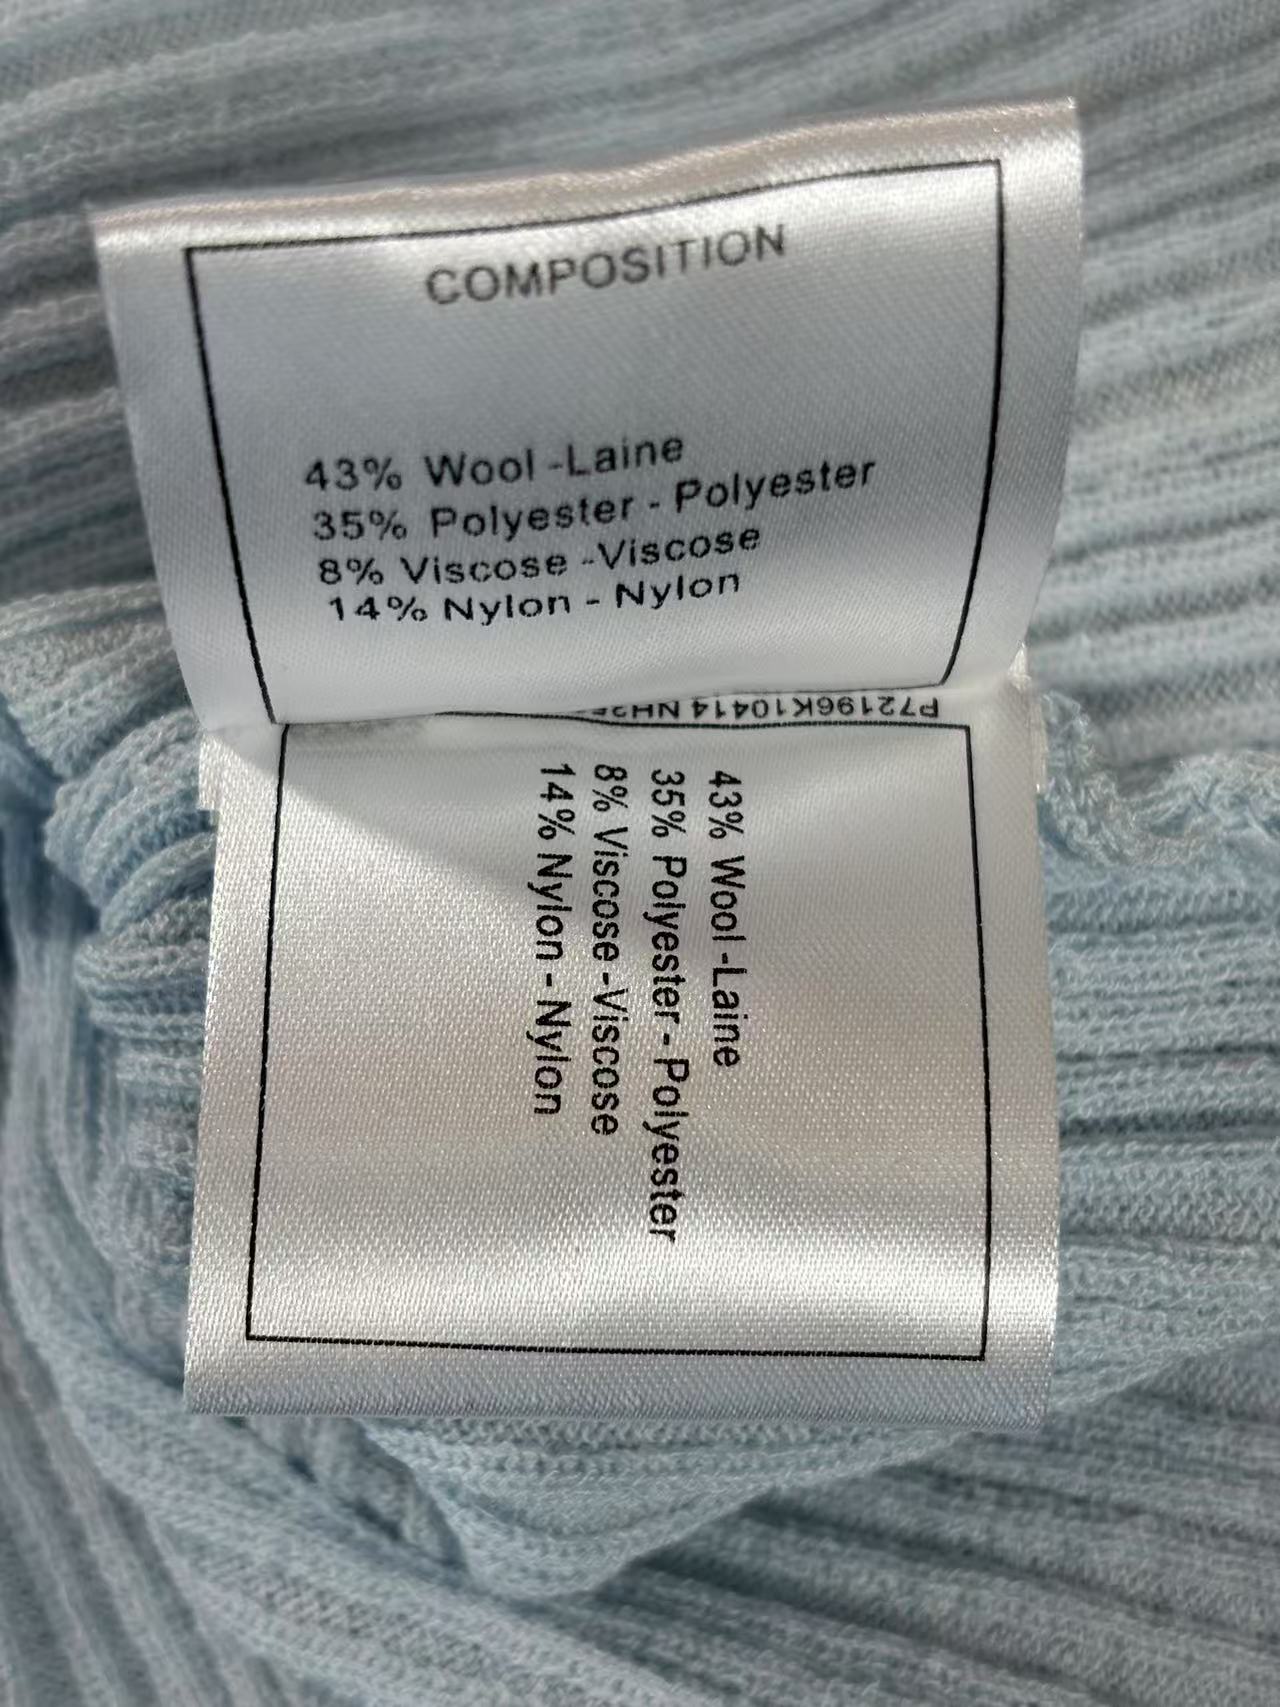 COMPOSITION
43% Wool -Laine
35% Polyester - Polyester
8% Viscose -Viscose
14% Nylon - Nylon
P72196K10414
43% Wool -Laine
35% Polyester - Polyester
8% Viscose -Viscose
14% Nylon - Nylon